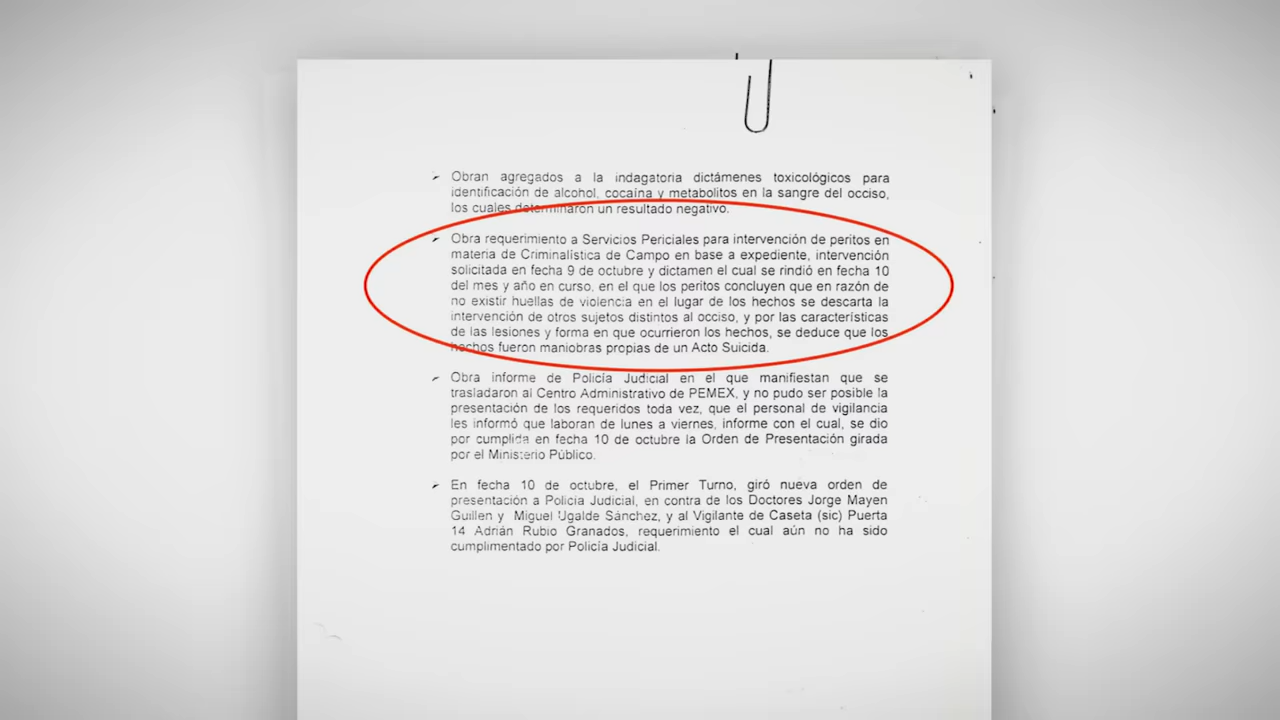 Obran agregados a la indagatoria dictámenes toxicológicos para
identificación de alcohol, cocaína y metabolitos en la sangre del occiso,
los cuales determinaron un resultado negativo.
Obra requerimiento a Servicios Periciales para intervención de peritos en
materia de Criminalística de Campo en base a expediente, intervención
solicitada en fecha 9 de octubre y dictamen el cual se rindió en fecha 10
del mes y año en curso, en el que los peritos concluyen que en razón de
no existir huellas de violencia en el lugar de los hechos se descarta la
intervención de otros sujetos distintos al occiso, y por las características
de las lesiones y forma en que ocurrieron los hechos, se deduce que los
hechos fueron maniobras propias de un Acto Suicida.
Obra informe de Policía Judicial en el que manifiestan que se
trasladaron al Centro Administrativo de PEMEX, y no pudo ser posible la
presentación de los requeridos toda vez, que el personal de vigilancia
les informó que laboran de lunes a viernes, informe con el cual, se dio
por cumplida en fecha 10 de octubre la Orden de Presentación girada
por el Ministerio Público.
En fecha 10 de octubre, el Primer Turno, giró nueva orden de
presentación a Policía Judicial, en contra de los Doctores Jorge Mayen
Guillen y Miguel Ugalde Sánchez, y al Vigilante de Caseta (sic) Puerta
14 Adrián Rubio Granados, requerimiento el cual aún no ha sido
cumplimentado por Policía Judicial.